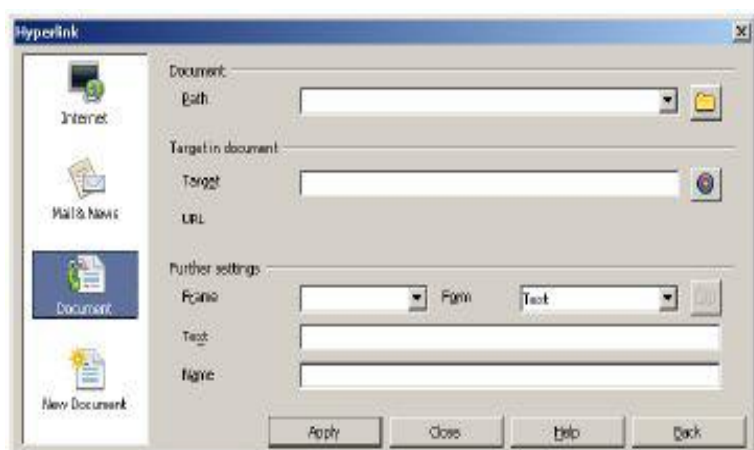 Hyperlink
Internet
Mail & News
Document
New Document
Document
Path
Target in document
Target
URL
Further settings
Frame
Form
Text
Text
Name
Apply
Close
Help
Back